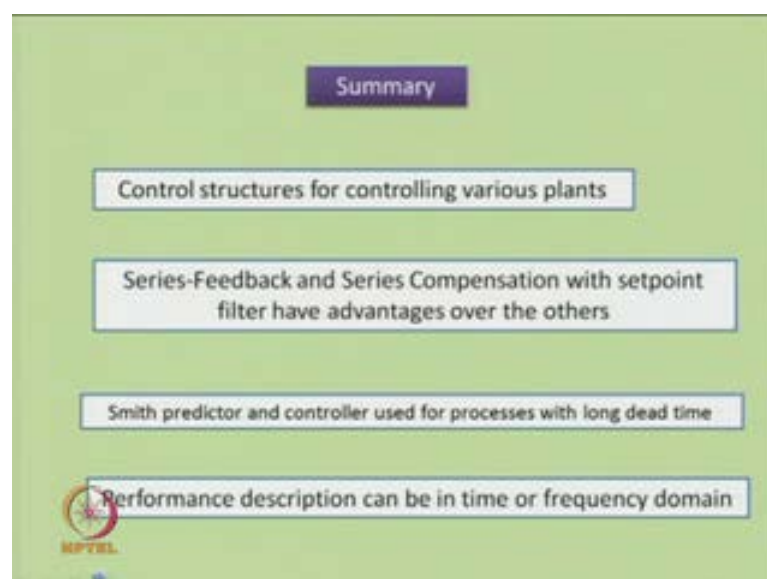 Summary
Control structures for controlling various plants
Series-Feedback and Series Compensation with setpoint
filter have advantages over the others
Smith predictor and controller used for processes with long dead time
Performance description can be in time or frequency domain
NPTEL